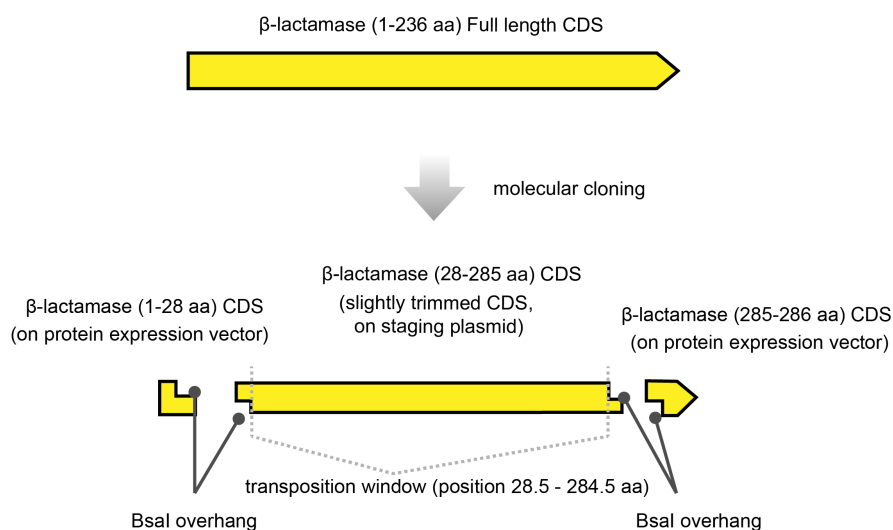 β-lactamase (1-236 aa) Full length CDS
molecular cloning
β-lactamase (28-285 aa) CDS
(slightly trimmed CDS,
on staging plasmid)
β-lactamase (1-28 aa) CDS
(on protein expression vector)
β-lactamase (285-286 aa) CDS
(on protein expression vector)
transposition window (position 28.5 - 284.5 aa)
BsaI overhang
BsaI overhang